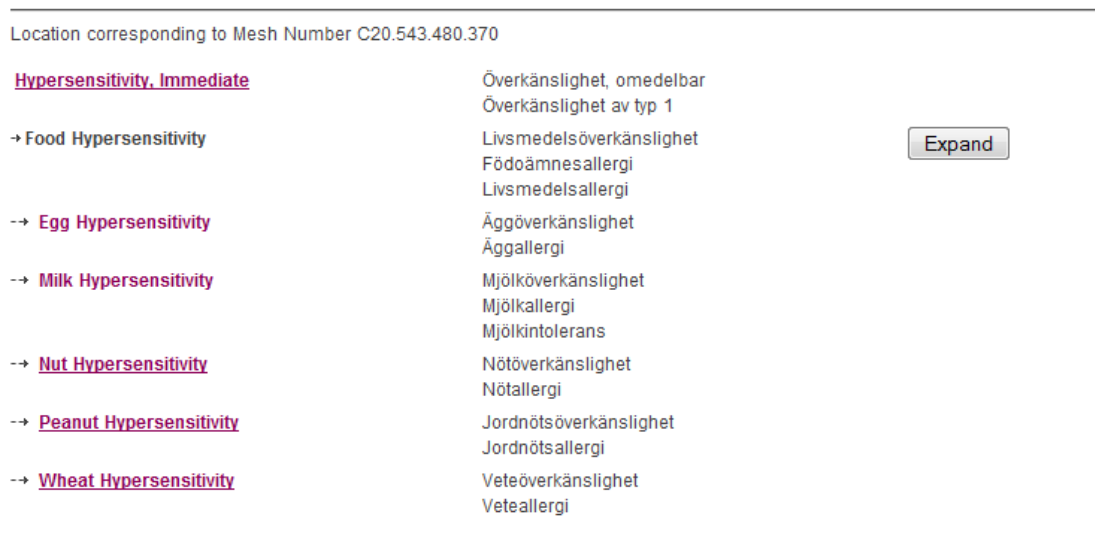 Location corresponding to Mesh Number C20.543.480.370
Hypersensitivity, Immediate Överkänslighet, omedelbar
Överkänslighet av typ 1
→ Food Hypersensitivity Livsmedelsöverkänslighet Expand
Födoämnesallergi
Livsmedelsallergi
--→ Egg Hypersensitivity Äggöverkänslighet
Äggallergi
--→ Milk Hypersensitivity Mjölköverkänslighet
Mjölkallergi
Mjölkintolerans
--→ Nut Hypersensitivity Nötöverkänslighet
Nötallergi
--→ Peanut Hypersensitivity Jordnötsöverkänslighet
Jordnötsallergi
--→ Wheat Hypersensitivity Veteöverkänslighet
Veteallergi